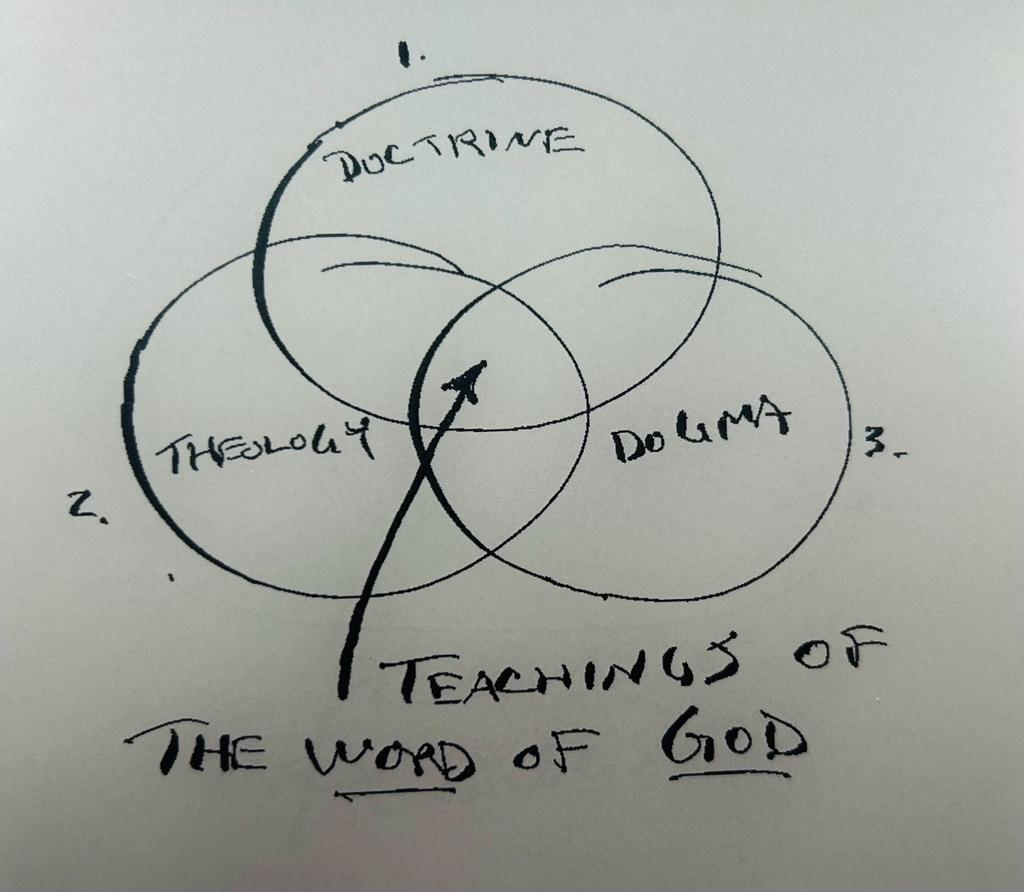 1.
DOCTRINE
THEOLOGY
DOGMA
3.
2.
TEACHINGS OF
THE WORD OF GOD